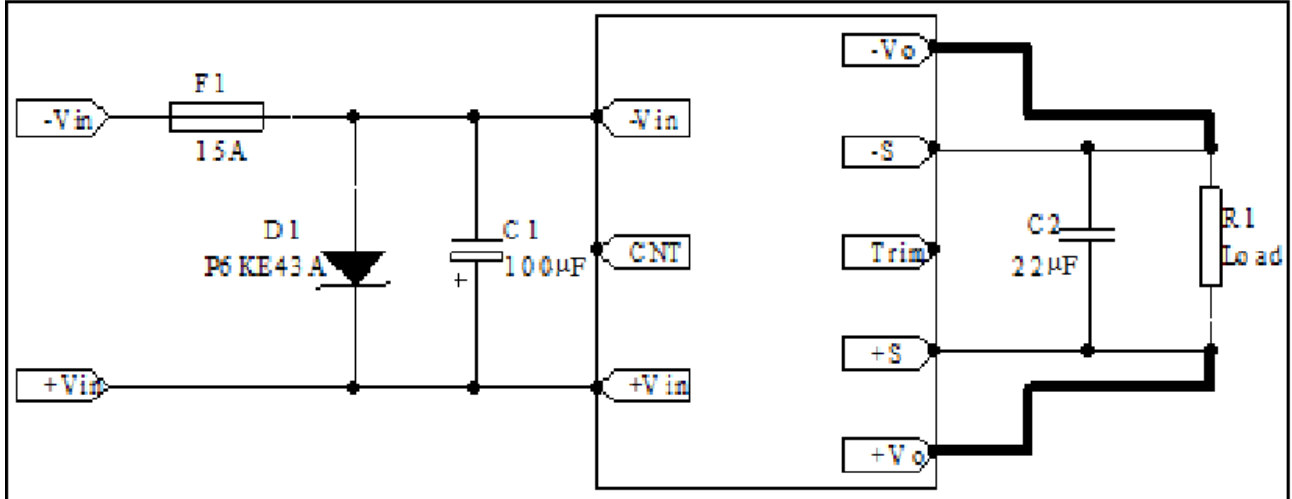 F1
-Vin
15A
-Vin
-Vo
-S
D1
P6KE43A
C1
100µF
+
CNT
Trim
C2
22µF
R1
Load
+S
+Vin
+Vin
+Vo